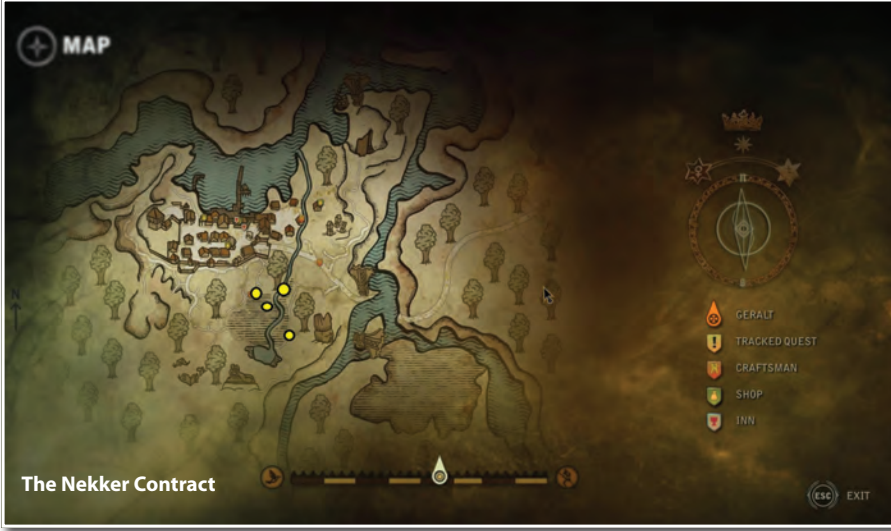 MAP
N
GERALT
TRACKED QUEST
CRAFTSMAN
SHOP
INN
The Nekker Contract
ESC EXIT